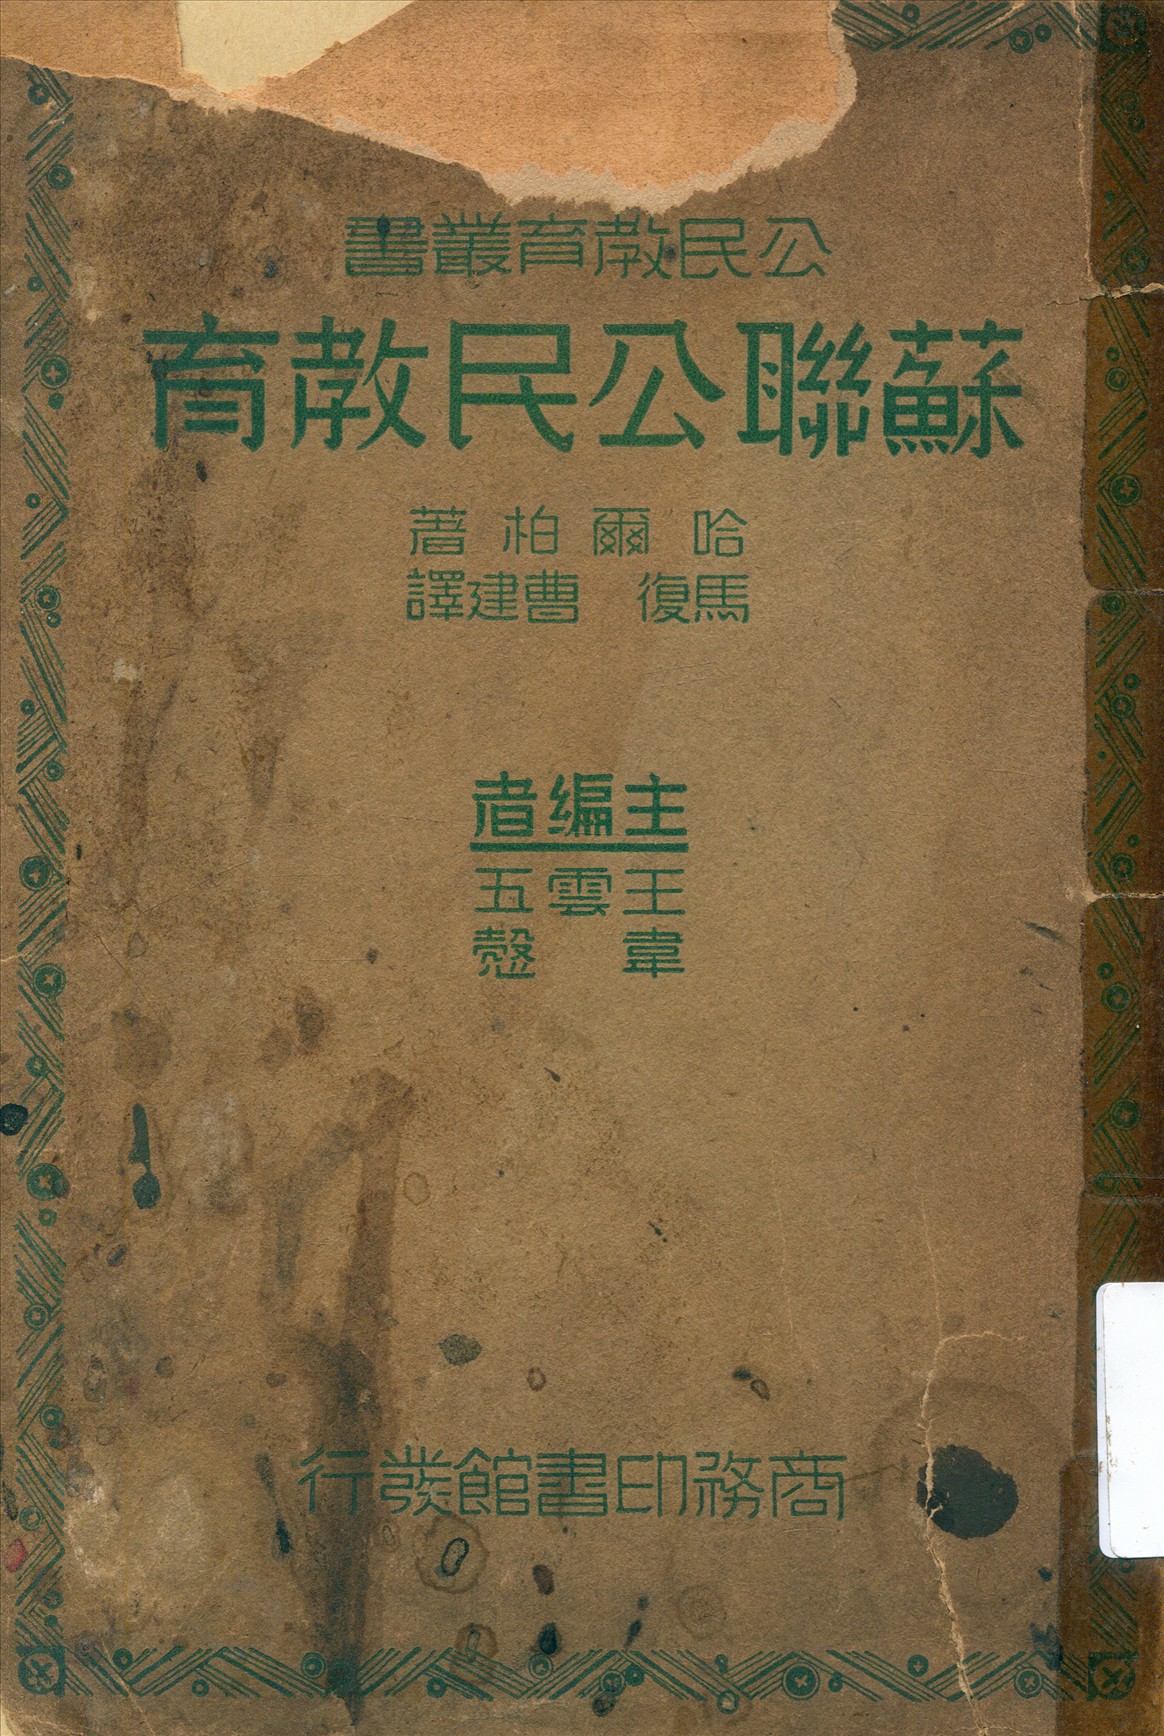 公民教育叢書
蘇聯公民教育
哈爾柏著
馬復 曹建譯
主編者
王雲五
韋愨
商務印書館發行